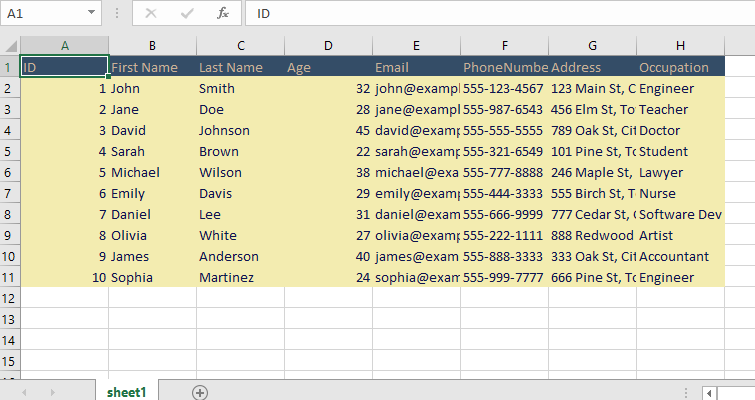 A1 fx ID
A B C D E F G H
1 ID First Name Last Name Age Email PhoneNumbe Address Occupation
2 1 John Smith 32 john@exampl 555-123-4567 123 Main St, C Engineer
3 2 Jane Doe 28 jane@exampl 555-987-6543 456 Elm St, To Teacher
4 3 David Johnson 45 david@examp 555-555-5555 789 Oak St, Cit Doctor
5 4 Sarah Brown 22 sarah@examp 555-321-6549 101 Pine St, To Student
6 5 Michael Wilson 38 michael@exa 555-777-8888 246 Maple St, Lawyer
7 6 Emily Davis 29 emily@examp 555-444-3333 555 Birch St, T Nurse
8 7 Daniel Lee 31 daniel@exam 555-666-9999 777 Cedar St, Software Dev
9 8 Olivia White 27 olivia@exam 555-222-1111 888 Redwood Artist
10 9 James Anderson 40 james@exam 555-888-3333 333 Oak St, Cit Accountant
11 10 Sophia Martinez 24 sophia@exam 555-999-7777 666 Pine St, To Engineer
12
13
14
15
sheet1